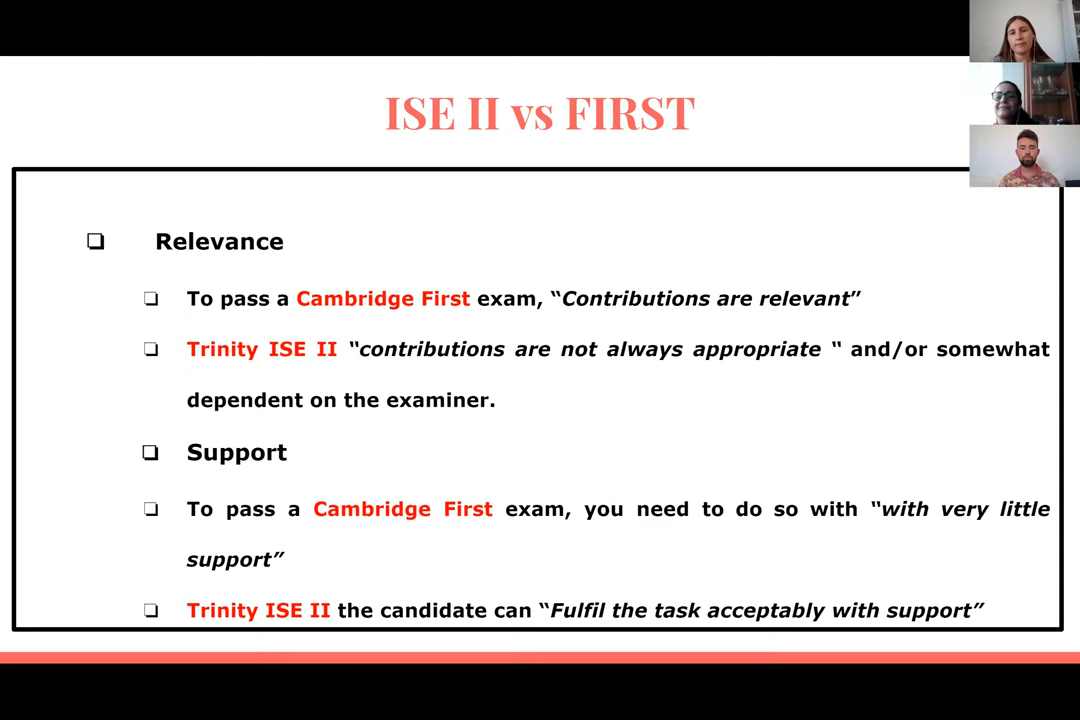 ISE II vs FIRST
❏ Relevance
❏ To pass a Cambridge First exam, “Contributions are relevant”
❏ Trinity ISE II “contributions are not always appropriate “ and/or somewhat
dependent on the examiner.
❏ Support
❏ To pass a Cambridge First exam, you need to do so with “with very little
support”
❏ Trinity ISE II the candidate can “Fulfil the task acceptably with support”